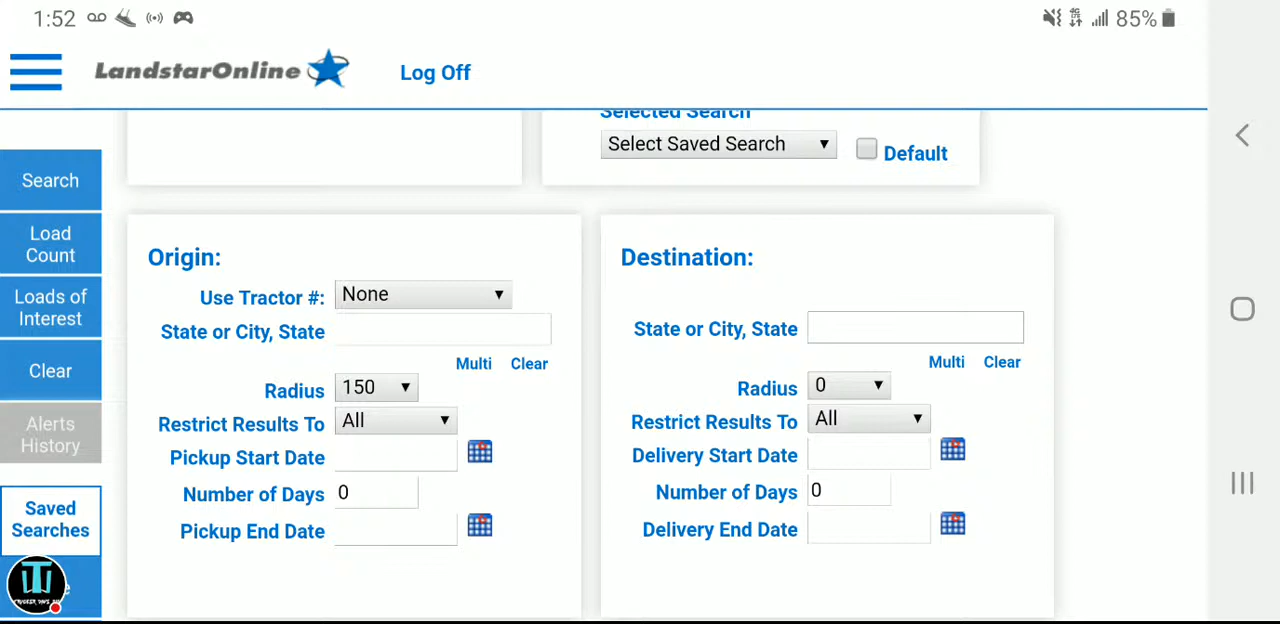 1:52
85%
LandstarOnline
Log Off
Selected Search
Select Saved Search
Default
Search
Load
Count
Loads of
Interest
Clear
Alerts
History
Saved
Searches
Origin:
Use Tractor #: None
State or City, State
Multi Clear
Radius 150
Restrict Results To All
Pickup Start Date
Number of Days 0
Pickup End Date
Destination:
State or City, State
Multi Clear
Radius 0
Restrict Results To All
Delivery Start Date
Number of Days 0
Delivery End Date